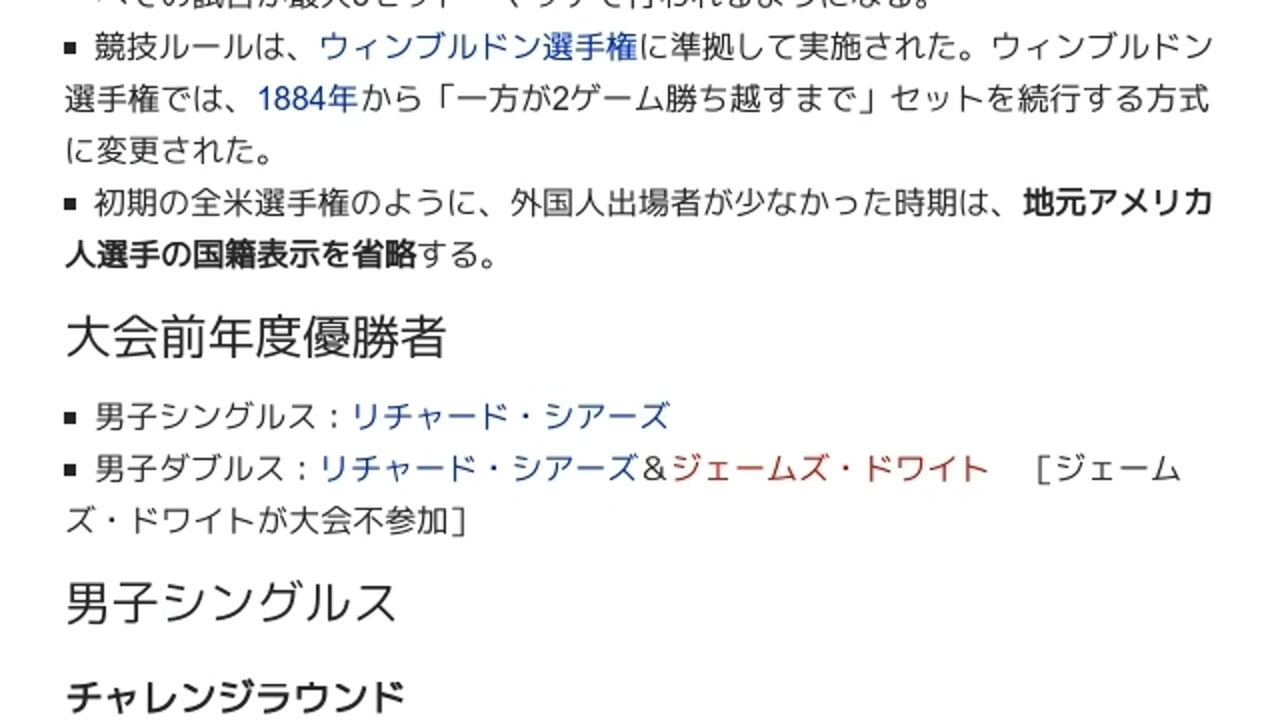 ■ 競技ルールは、ウィンブルドン選手権に準拠して実施された。ウィンブルドン
選手権では、1884年から「一方が2ゲーム勝ち越すまで」セットを続行する方式
に変更された。
■ 初期の全米選手権のように、外国人出場者が少なかった時期は、地元アメリカ
人選手の国籍表示を省略する。
大会前年度優勝者
■ 男子シングルス：リチャード・シアーズ
■ 男子ダブルス：リチャード・シアーズ＆ジェームズ・ドワイト　［ジェーム
ズ・ドワイトが大会不参加］
男子シングルス
チャレンジラウンド